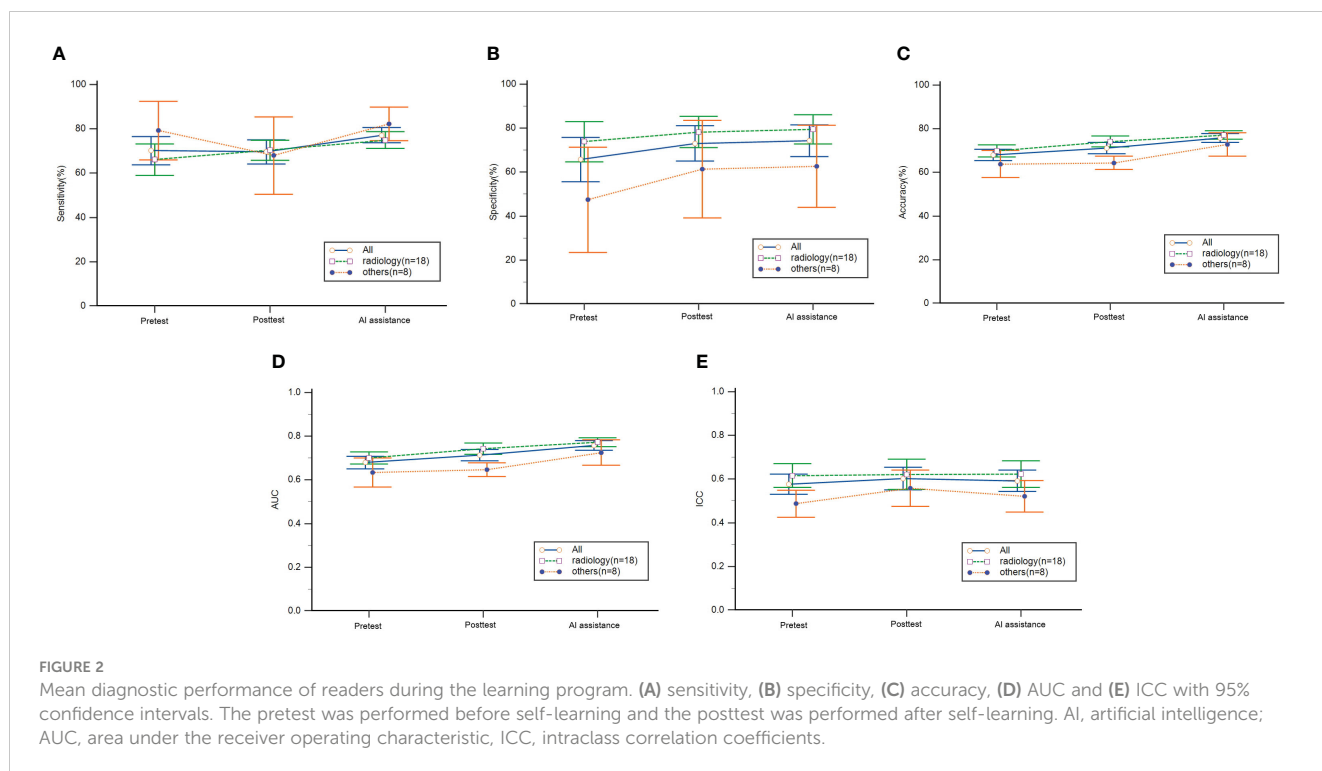 A
100
80
60
40
20
0
Sensitivity(%)
All
radiology(n=18)
others(n=8)
Pretest
Posttest
AI assistance
B
100
80
60
40
20
0
Specificity(%)
All
radiology(n=18)
others(n=8)
Pretest
Posttest
AI assistance
C
100
80
60
40
20
0
Accuracy(%)
All
radiology(n=18)
others(n=8)
Pretest
Posttest
AI assistance
D
1.0
0.8
0.6
0.4
0.2
0.0
AUC
All
radiology(n=18)
others(n=8)
Pretest
Posttest
AI assistance
E
1.0
0.8
0.6
0.4
0.2
0.0
ICC
All
radiology(n=18)
others(n=8)
Pretest
Posttest
AI assistance
FIGURE 2
Mean diagnostic performance of readers during the learning program. (A) sensitivity, (B) specificity, (C) accuracy, (D) AUC and (E) ICC with 95%
confidence intervals. The pretest was performed before self-learning and the posttest was performed after self-learning. AI, artificial intelligence;
AUC, area under the receiver operating characteristic, ICC, intraclass correlation coefficients.